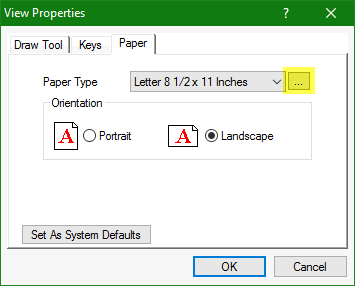 View Properties
? ×
Draw Tool Keys Paper
Paper Type Letter 8 1/2 x 11 Inches ...
Orientation
A Portrait A Landscape
Set As System Defaults
OK Cancel